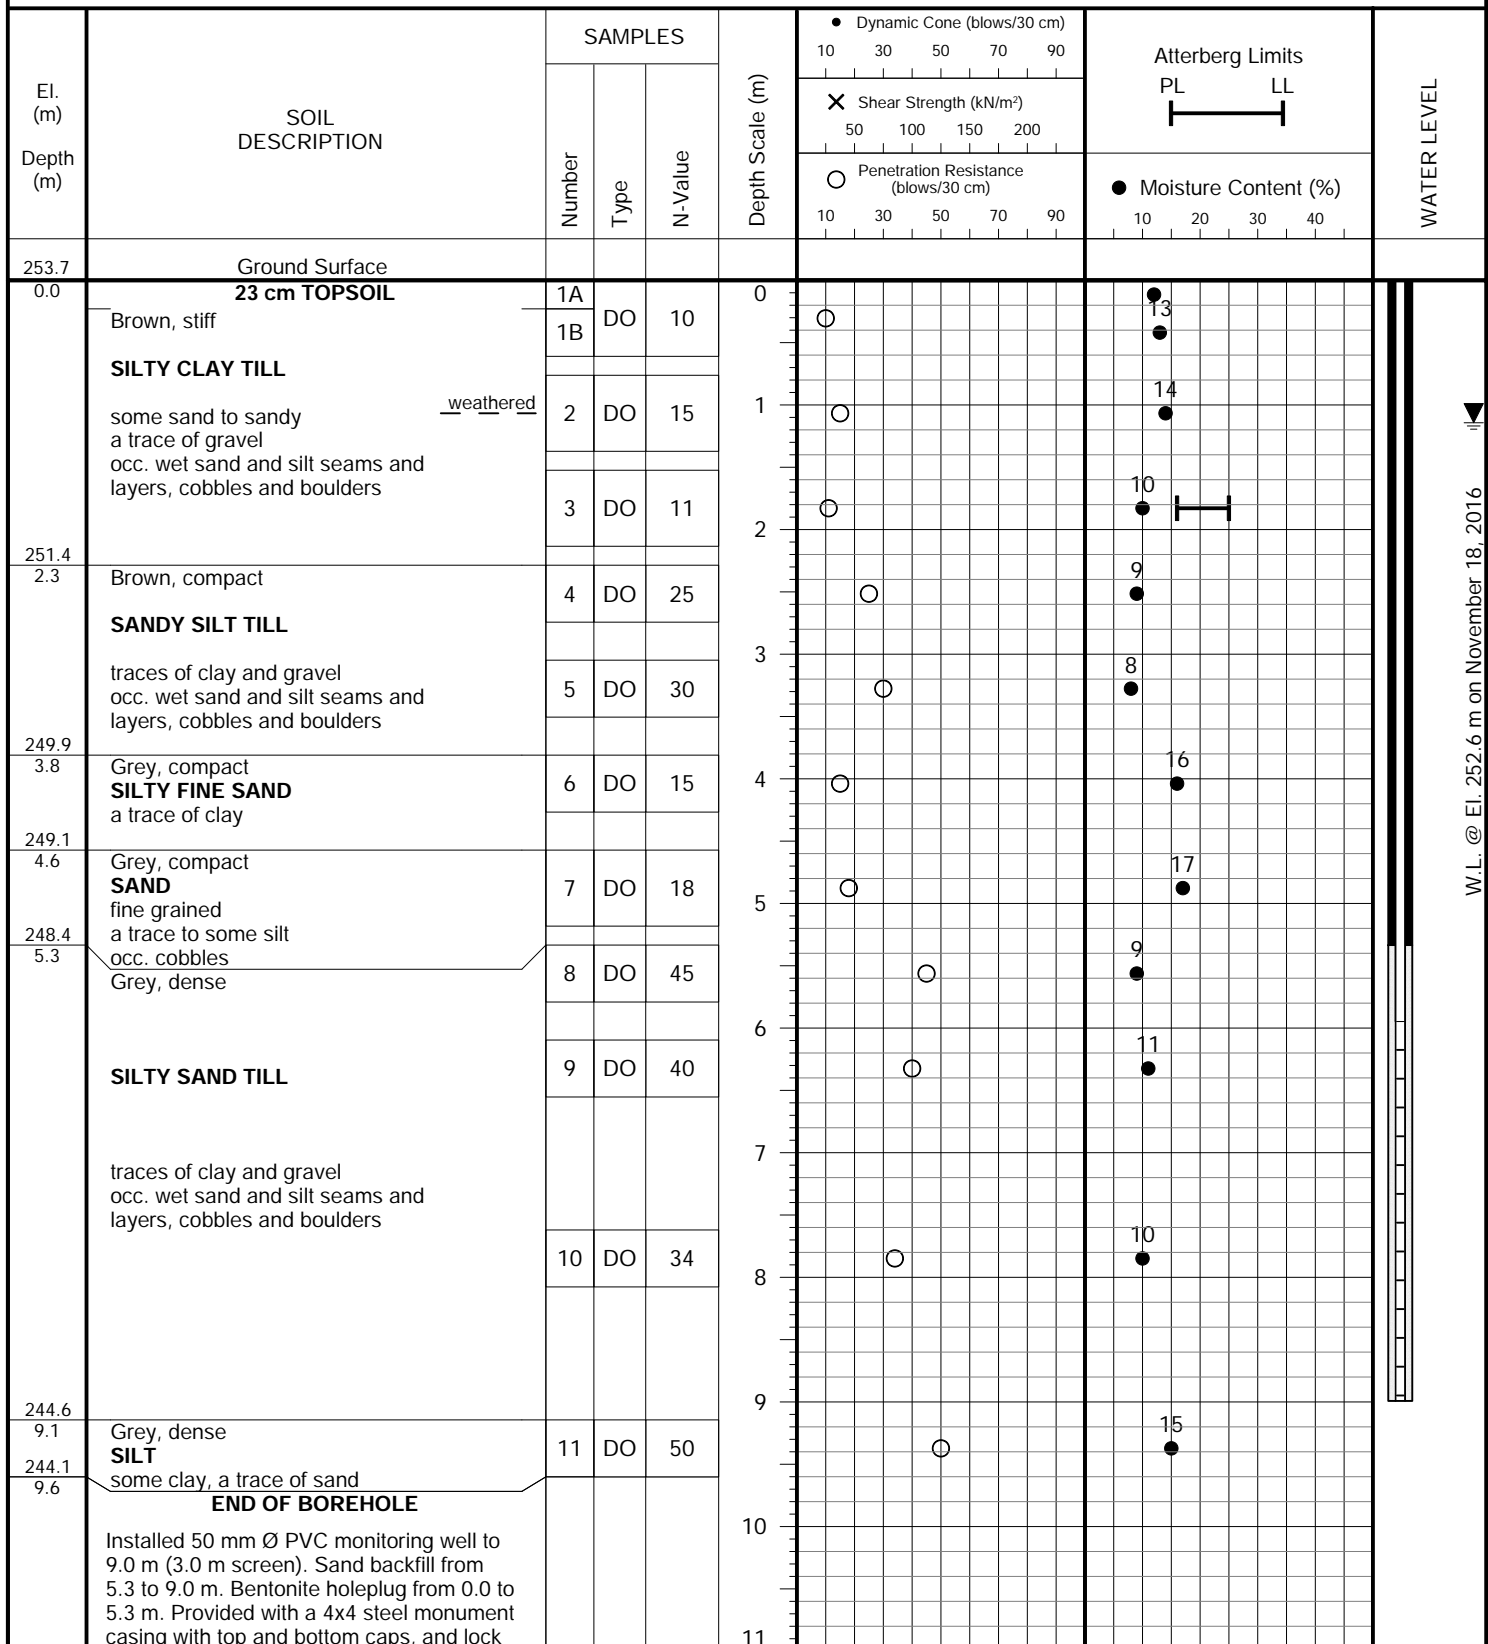 El.
(m)
Depth
(m)
SOIL
DESCRIPTION
SAMPLES
Number
Type
N-Value
Depth Scale (m)
Dynamic Cone (blows/30 cm)
10 30 50 70 90
Shear Strength (kN/m²)
50 100 150 200
Penetration Resistance
(blows/30 cm)
10 30 50 70 90
Atterberg Limits
PL LL
Moisture Content (%)
10 20 30 40
WATER LEVEL
253.7 Ground Surface
0.0 23 cm TOPSOIL 1A 0
DO 10 13
Brown, stiff 1B
SILTY CLAY TILL
14
weathered 2 DO 15 1
some sand to sandy
a trace of gravel
occ. wet sand and silt seams and
layers, cobbles and boulders
10
3 DO 11
2
251.4
2.3 Brown, compact 9
4 DO 25
SANDY SILT TILL
3
traces of clay and gravel 8
occ. wet sand and silt seams and 5 DO 30
layers, cobbles and boulders
249.9
3.8 Grey, compact 16
SILTY FINE SAND 6 DO 15 4
a trace of clay
249.1
4.6 Grey, compact 17
SAND 7 DO 18
fine grained 5
248.4 a trace to some silt
5.3 occ. cobbles 9
Grey, dense 8 DO 45
6
11
SILTY SAND TILL 9 DO 40
7
traces of clay and gravel
occ. wet sand and silt seams and
layers, cobbles and boulders
10
10 DO 34
8
9
244.6
9.1 Grey, dense 15
SILT 11 DO 50
244.1
9.6 some clay, a trace of sand
END OF BOREHOLE
10
Installed 50 mm Ø PVC monitoring well to
9.0 m (3.0 m screen). Sand backfill from
5.3 to 9.0 m. Bentonite holeplug from 0.0 to
5.3 m. Provided with a 4x4 steel monument
casing with top and bottom caps, and lock
11
W.L. @ El. 252.6 m on November 18, 2016